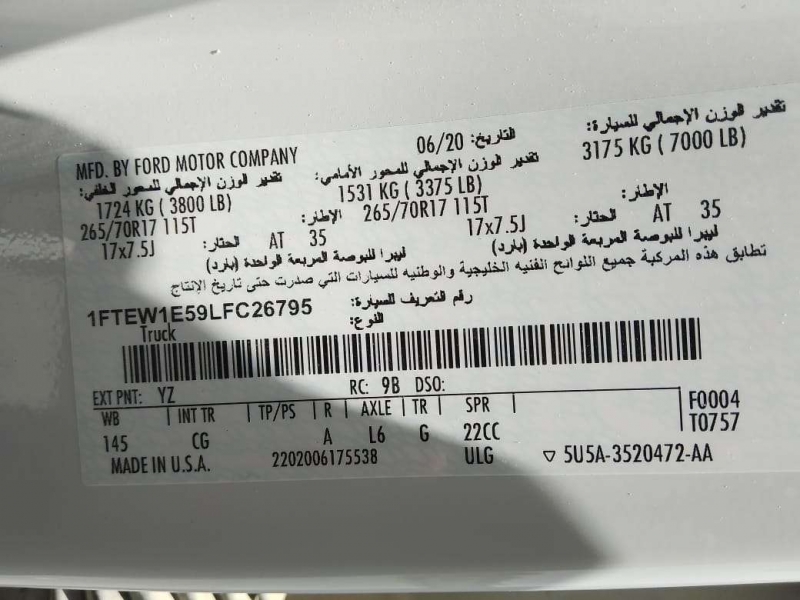 تقدير الوزن الإجمالي للسيارة:
MFD. BY FORD MOTOR COMPANY 06/20 التاريخ: 3175 KG ( 7000 LB)
تقدير الوزن الإجمالي للمحور الخلفي: تقدير الوزن الإجمالي للمحور الأمامي:
1724 KG ( 3800 LB) 1531 KG ( 3375 LB)
265/70R17 115T الإطار: 265/70R17 115T الإطار:
17x7.5J الحتار: AT 35 17x7.5J الحتار: AT 35
ليبرا للبوصة المربعة الواحدة (بارد) ليبرا للبوصة المربعة الواحدة (بارد)
تطابق هذه المركبة جميع اللوائح الفنيه الخليجية والوطنيه للسيارات التي صدرت حتى تاريخ الإنتاج
1FTEW1E59LFC26795 رقم التعريف للسيارة:
Truck النوع:
EXT PNT: YZ RC: 9B DSO:
WB | INT TR | TP/PS | R | AXLE | TR | SPR | F0004
145 CG A L6 G 22CC T0757
MADE IN U.S.A. 2202006175538 ULG ▽ 5U5A-3520472-AA